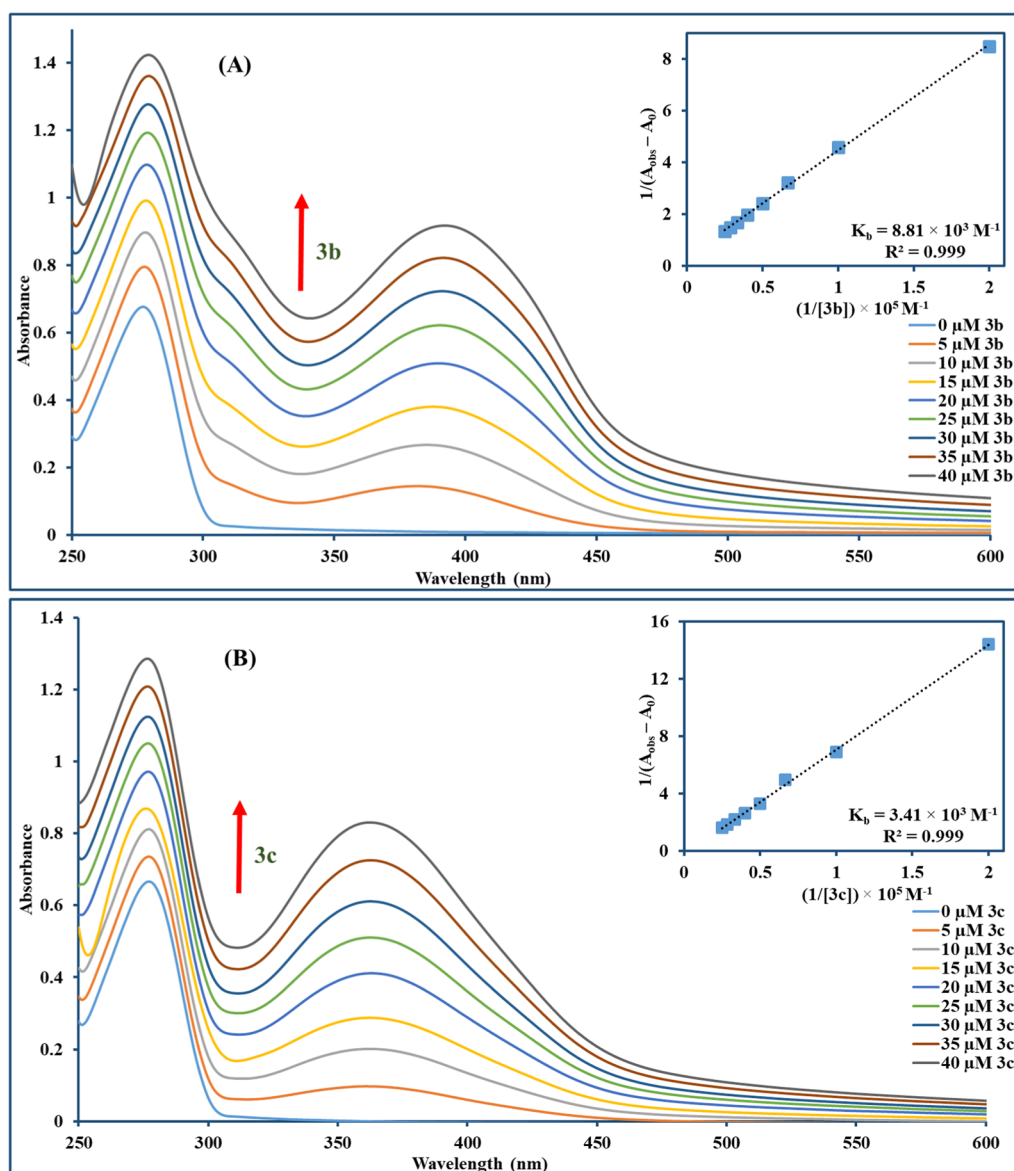 (A)
1.4
1.2
1
0.8
0.6
0.4
0.2
0
Absorbance
250
300
350
400
450
500
550
600
Wavelength (nm)
3b
8
6
4
2
0
1/(Aobs – A0)
Kb = 8.81 × 10³ M⁻¹
R² = 0.999
0
0.5
1
1.5
2
(1/[3b]) × 10⁵ M⁻¹
0 µM 3b
5 µM 3b
10 µM 3b
15 µM 3b
20 µM 3b
25 µM 3b
30 µM 3b
35 µM 3b
40 µM 3b
(B)
1.4
1.2
1
0.8
0.6
0.4
0.2
0
Absorbance
250
300
350
400
450
500
550
600
Wavelength (nm)
3c
16
12
8
4
0
1/(Aobs – A0)
Kb = 3.41 × 10³ M⁻¹
R² = 0.999
0
0.5
1
1.5
2
(1/[3c]) × 10⁵ M⁻¹
0 µM 3c
5 µM 3c
10 µM 3c
15 µM 3c
20 µM 3c
25 µM 3c
30 µM 3c
35 µM 3c
40 µM 3c